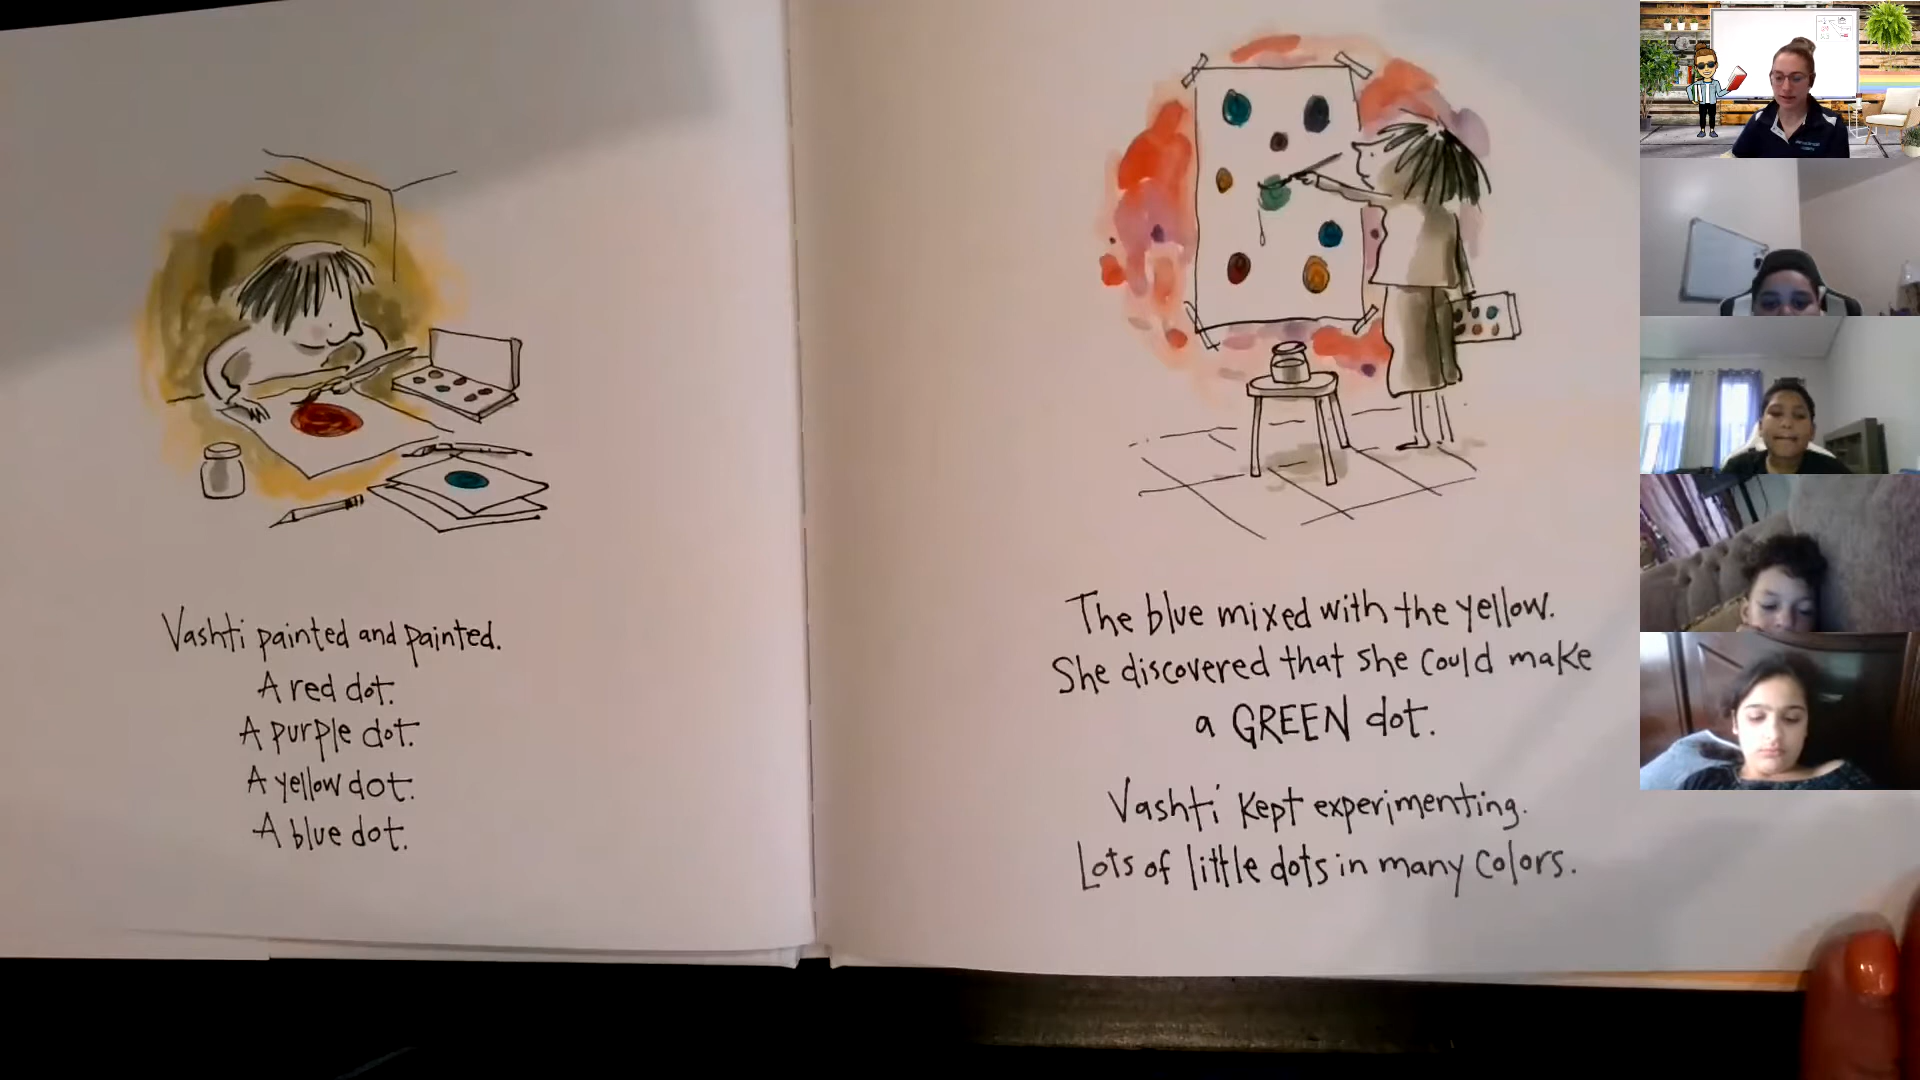 Vashti painted and painted.
A red dot.
A purple dot.
A yellow dot.
A blue dot.
The blue mixed with the yellow.
She discovered that she could make
a GREEN dot.
Vashti kept experimenting.
Lots of little dots in many colors.